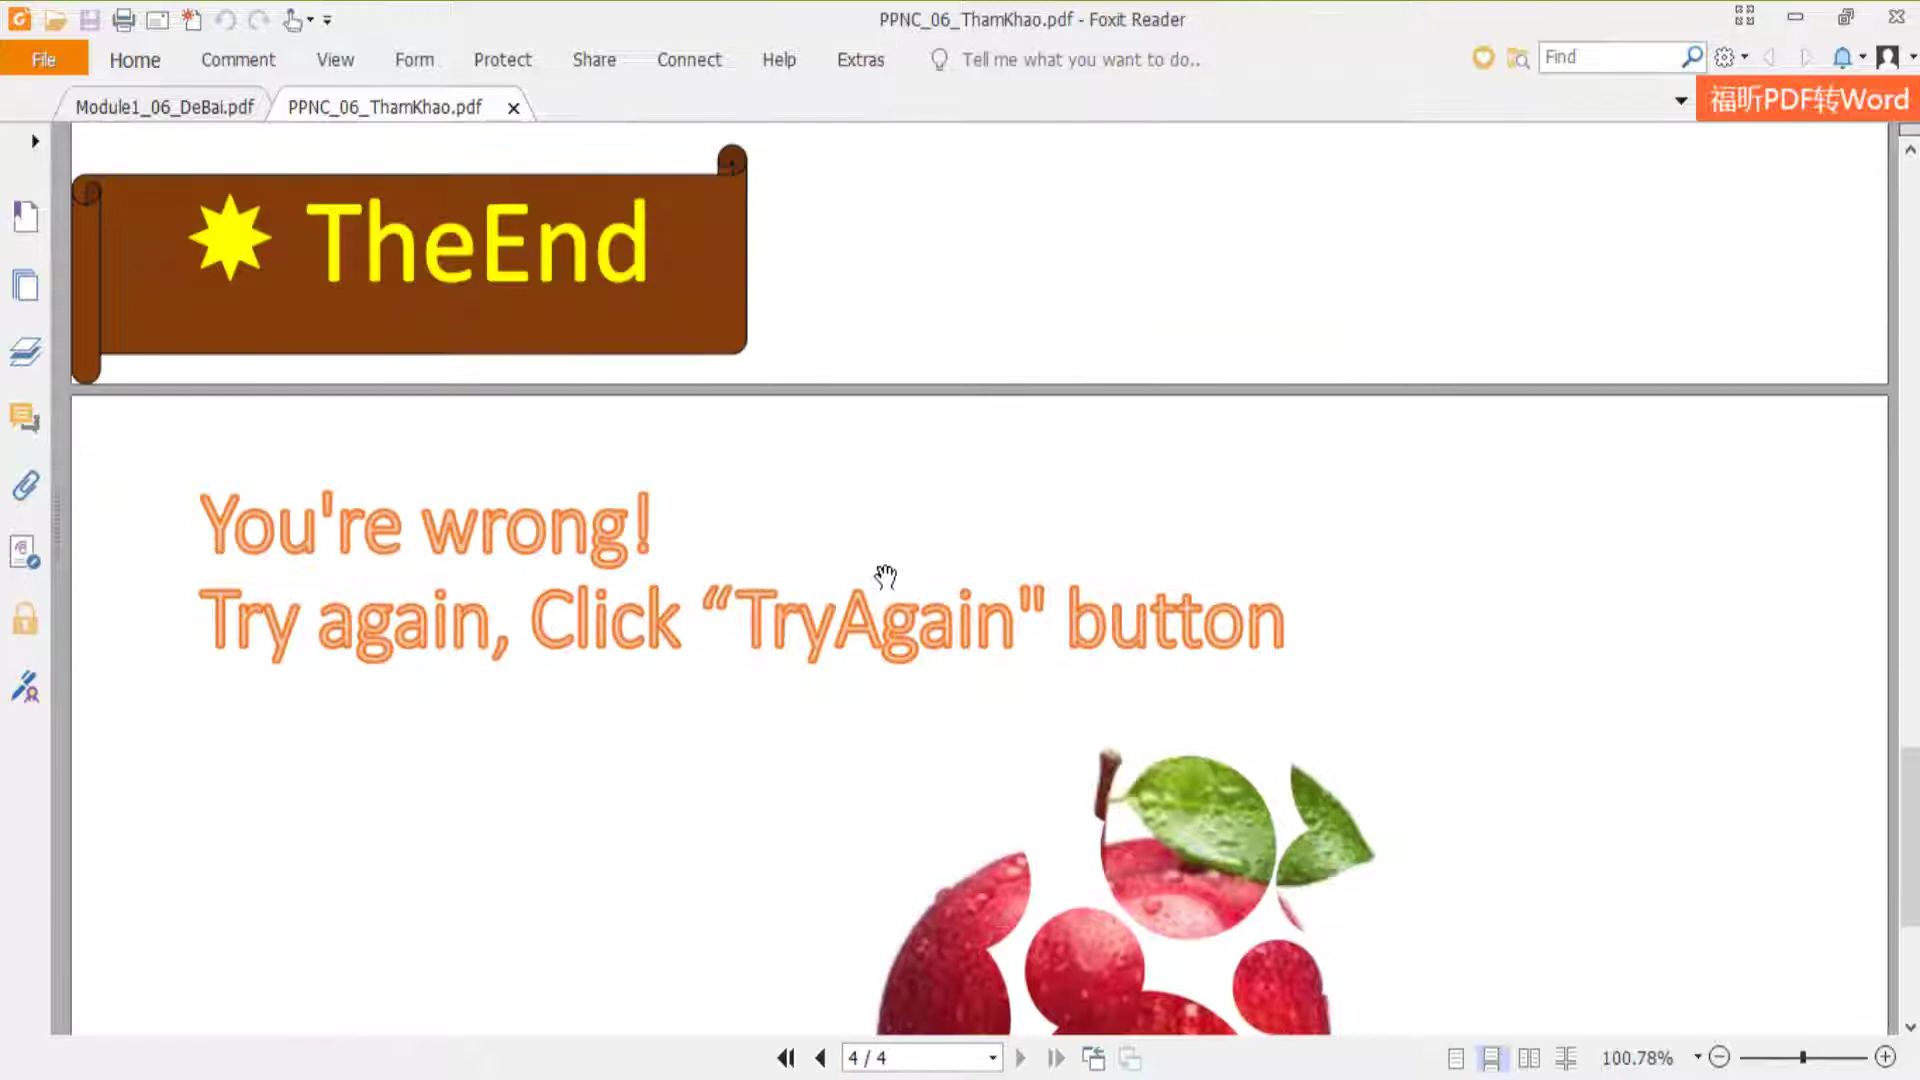 PPNC_06_ThamKhao.pdf - Foxit Reader
File Home Comment View Form Protect Share Connect Help Extras Tell me what you want to do.. Find
Module1_06_DeBai.pdf PPNC_06_ThamKhao.pdf 福昕PDF转Word
TheEnd
You're wrong!
Try again, Click “TryAgain" button
4 / 4 100.78%